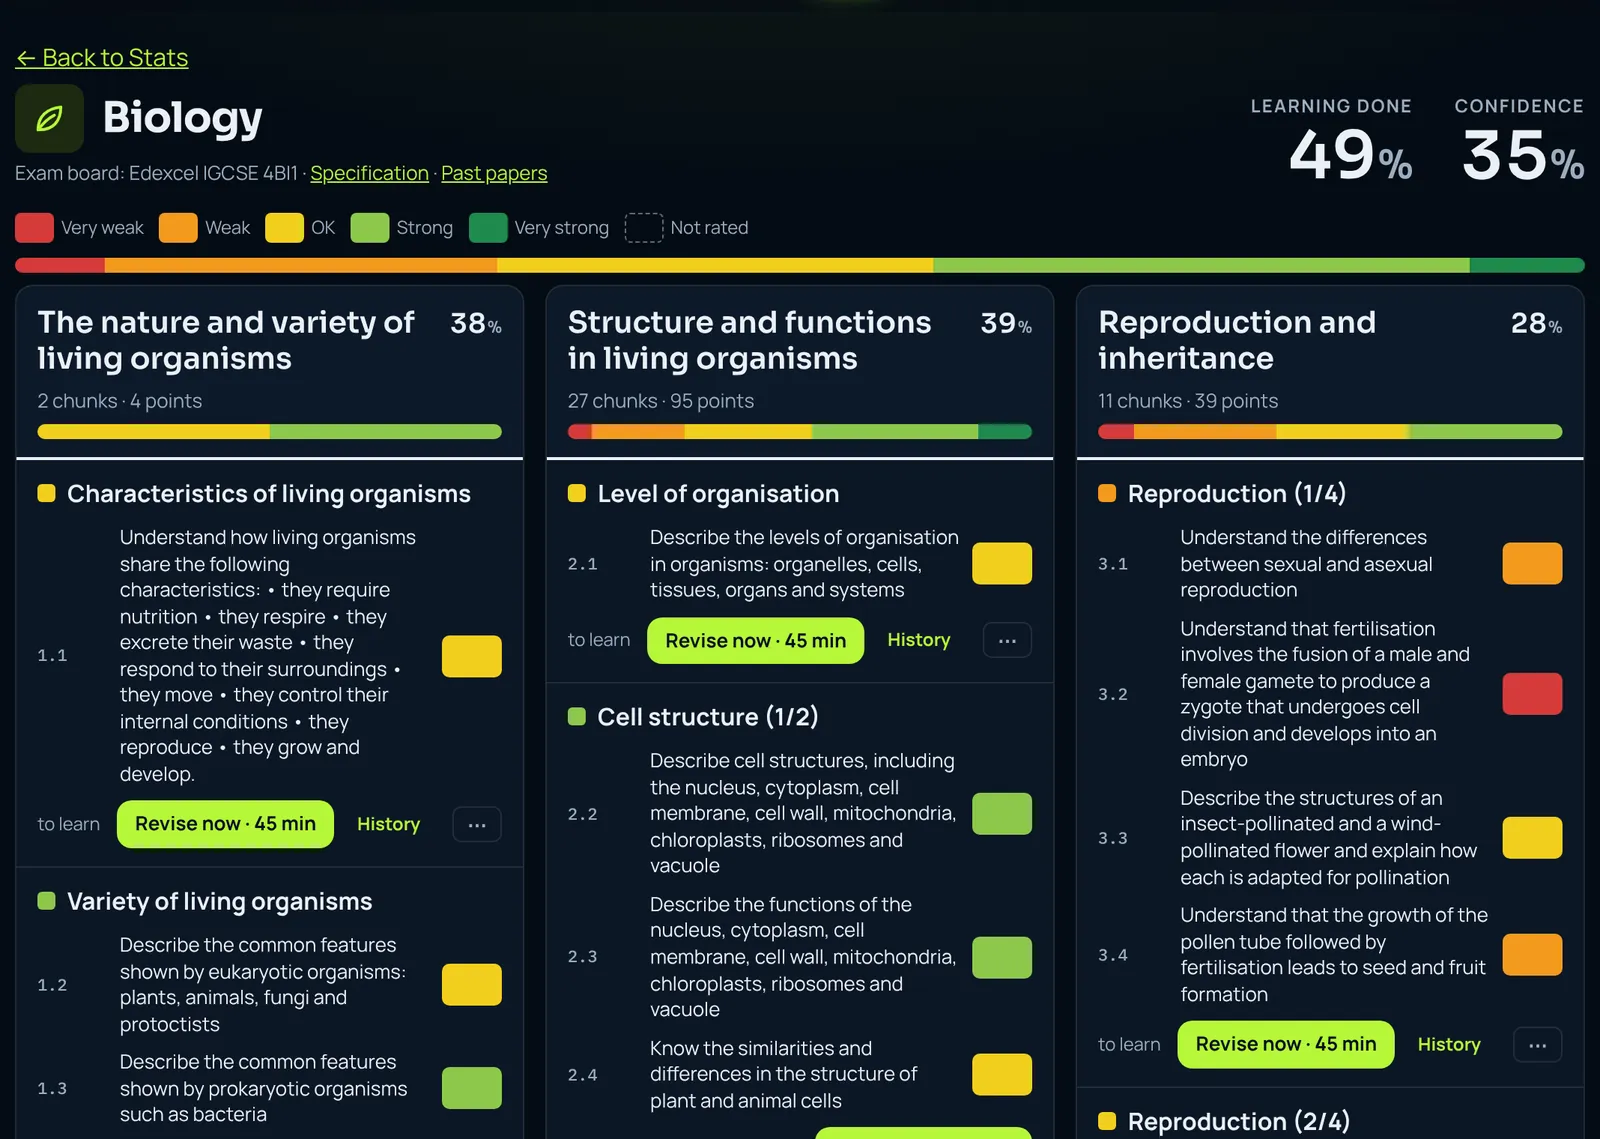 ← Back to Stats
Biology
Exam board: Edexcel IGCSE 4BI1 · Specification · Past papers
LEARNING DONE
49%
CONFIDENCE
35%
Very weak
Weak
OK
Strong
Very strong
Not rated
The nature and variety of
living organisms
38%
2 chunks · 4 points
Characteristics of living organisms
1.1
Understand how living organisms
share the following
characteristics: • they require
nutrition • they respire • they
excrete their waste • they
respond to their surroundings •
they move • they control their
internal conditions • they
reproduce • they grow and
develop.
to learn
Revise now · 45 min
History
···
Variety of living organisms
1.2
Describe the common features
shown by eukaryotic organisms:
plants, animals, fungi and
protoctists
1.3
Describe the common features
shown by prokaryotic organisms
such as bacteria
Structure and functions
in living organisms
39%
27 chunks · 95 points
Level of organisation
2.1
Describe the levels of organisation
in organisms: organelles, cells,
tissues, organs and systems
to learn
Revise now · 45 min
History
···
Cell structure (1/2)
2.2
Describe cell structures, including
the nucleus, cytoplasm, cell
membrane, cell wall, mitochondria,
chloroplasts, ribosomes and
vacuole
2.3
Describe the functions of the
nucleus, cytoplasm, cell
membrane, cell wall, mitochondria,
chloroplasts, ribosomes and
vacuole
2.4
Know the similarities and
differences in the structure of
plant and animal cells
Reproduction and
inheritance
28%
11 chunks · 39 points
Reproduction (1/4)
3.1
Understand the differences
between sexual and asexual
reproduction
3.2
Understand that fertilisation
involves the fusion of a male and
female gamete to produce a
zygote that undergoes cell
division and develops into an
embryo
3.3
Describe the structures of an
insect-pollinated and a wind-
pollinated flower and explain how
each is adapted for pollination
3.4
Understand that the growth of the
pollen tube followed by
fertilisation leads to seed and fruit
formation
to learn
Revise now · 45 min
History
···
Reproduction (2/4)